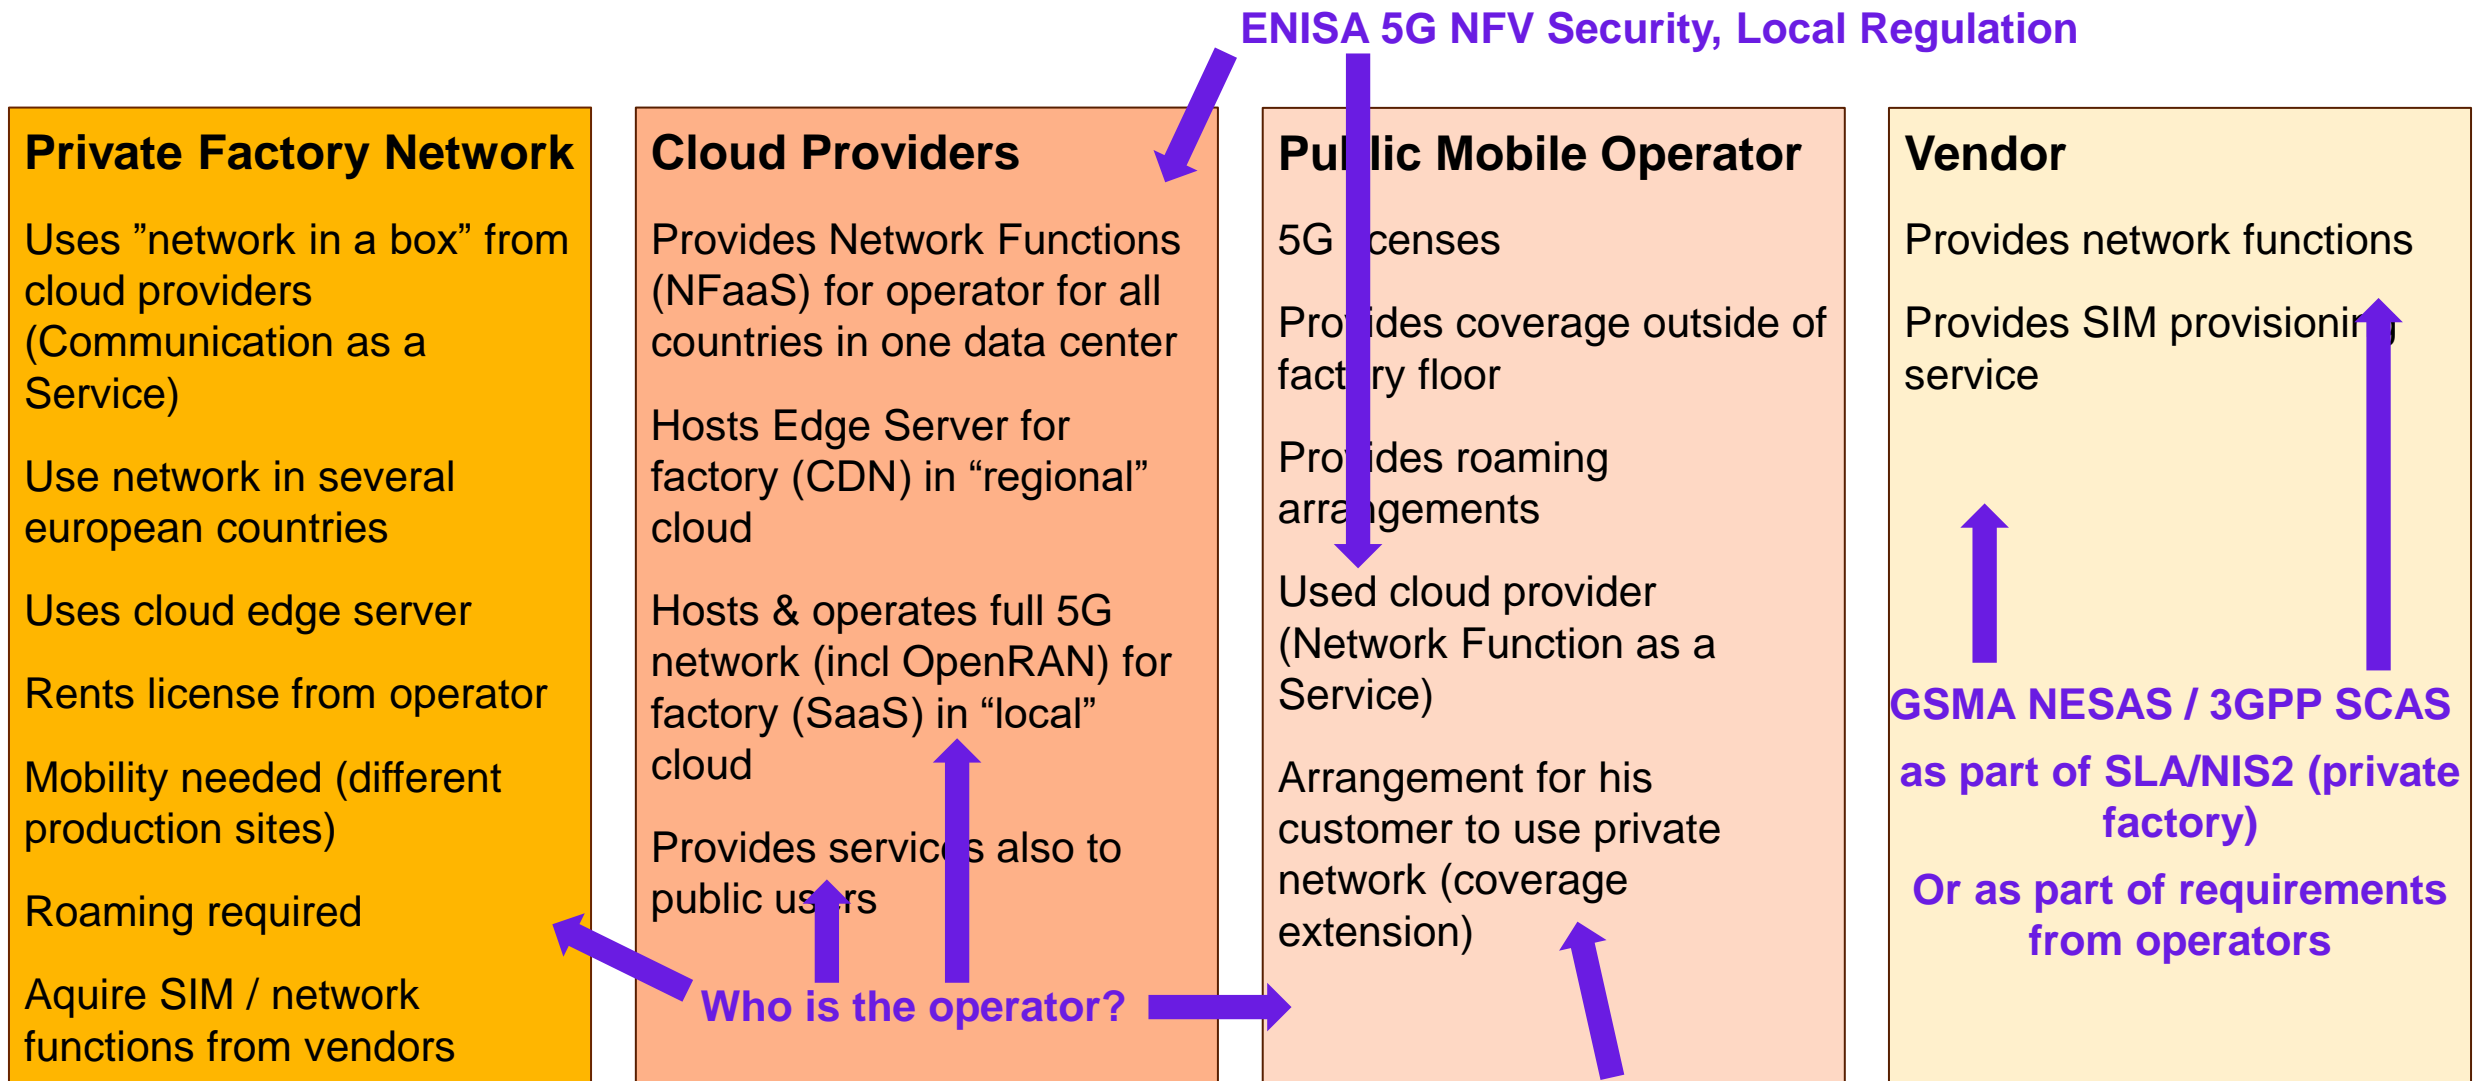 ENISA 5G NFV Security, Local Regulation
Private Factory Network
Uses ”network in a box” from
cloud providers
(Communication as a
Service)
Use network in several
european countries
Uses cloud edge server
Rents license from operator
Mobility needed (different
production sites)
Roaming required
Aquire SIM / network
functions from vendors
Cloud Providers
Provides Network Functions
(NFaaS) for operator for all
countries in one data center
Hosts Edge Server for
factory (CDN) in “regional”
cloud
Hosts & operates full 5G
network (incl OpenRAN) for
factory (SaaS) in “local”
cloud
Provides services also to
public users
Who is the operator?
Public Mobile Operator
5G licenses
Provides coverage outside of
factory floor
Provides roaming
arrangements
Used cloud provider
(Network Function as a
Service)
Arrangement for his
customer to use private
network (coverage
extension)
Vendor
Provides network functions
Provides SIM provisioning
service
GSMA NESAS / 3GPP SCAS
as part of SLA/NIS2 (private
factory)
Or as part of requirements
from operators